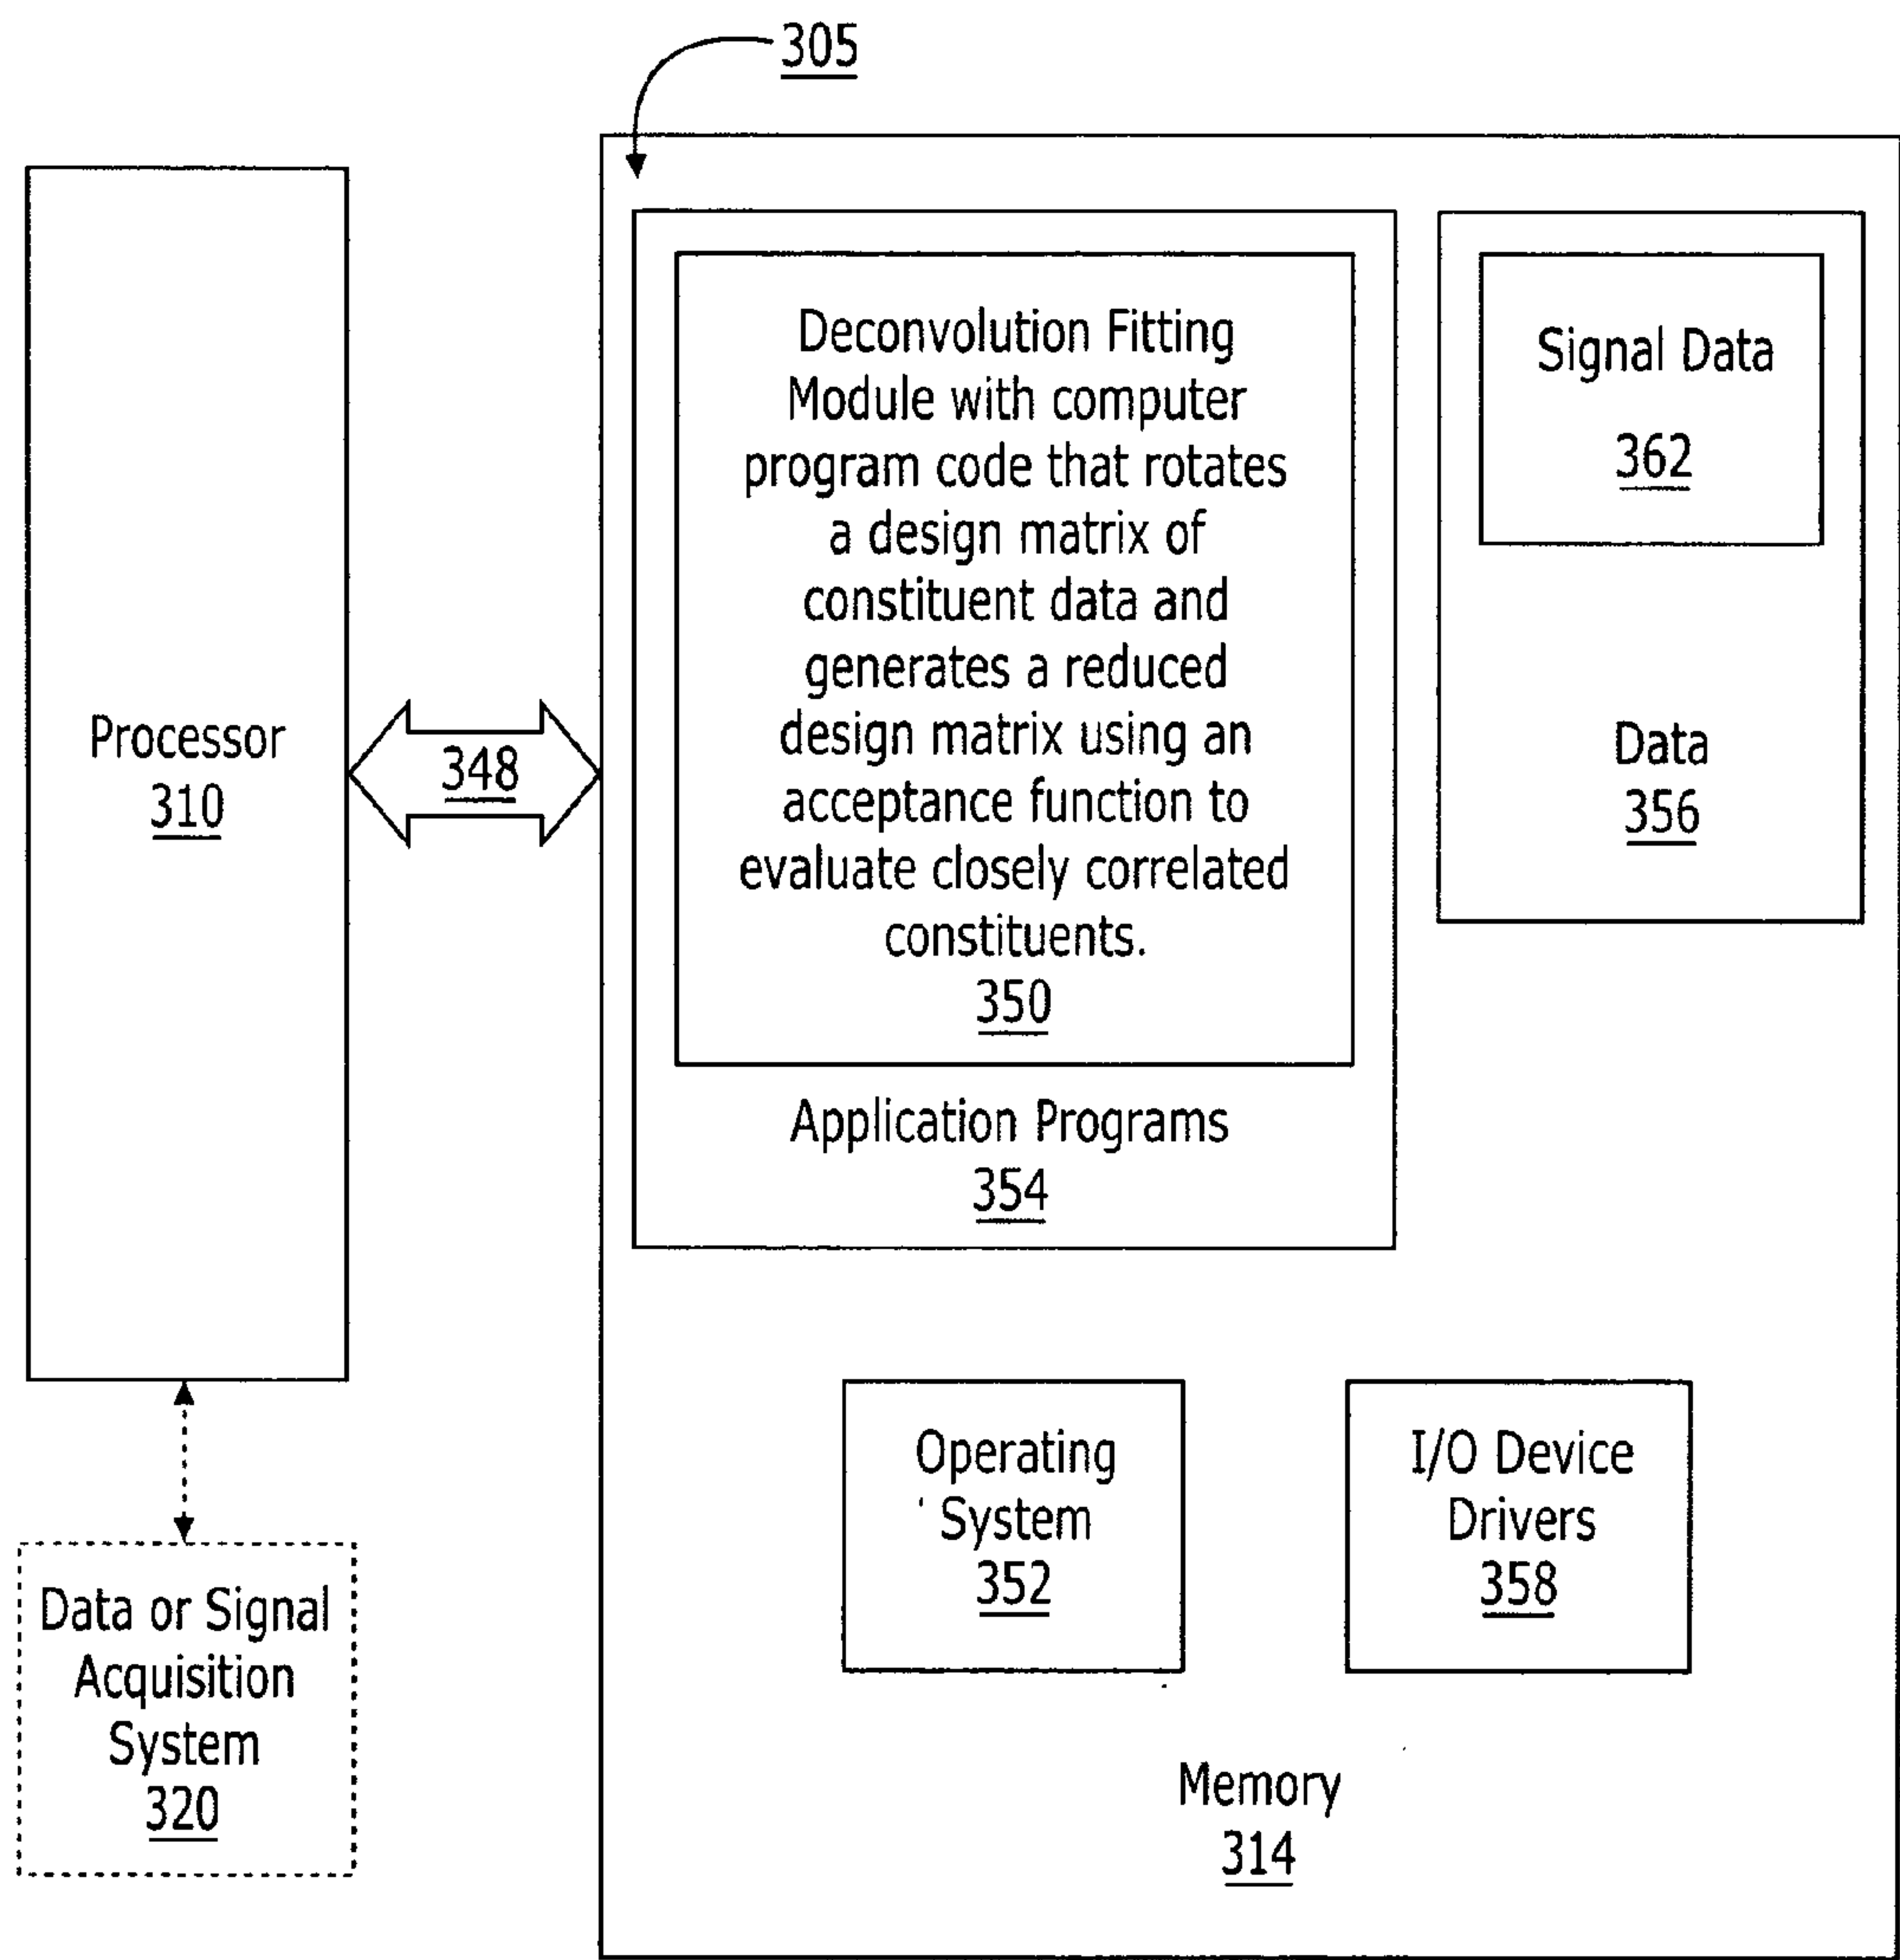 305
Processor
310
348
Deconvolution Fitting
Module with computer
program code that rotates
a design matrix of
constituent data and
generates a reduced
design matrix using an
acceptance function to
evaluate closely correlated
constituents.
350
Application Programs
354
Signal Data
362
Data
356
Operating
System
352
I/O Device
Drivers
358
Data or Signal
Acquisition
System
320
Memory
314